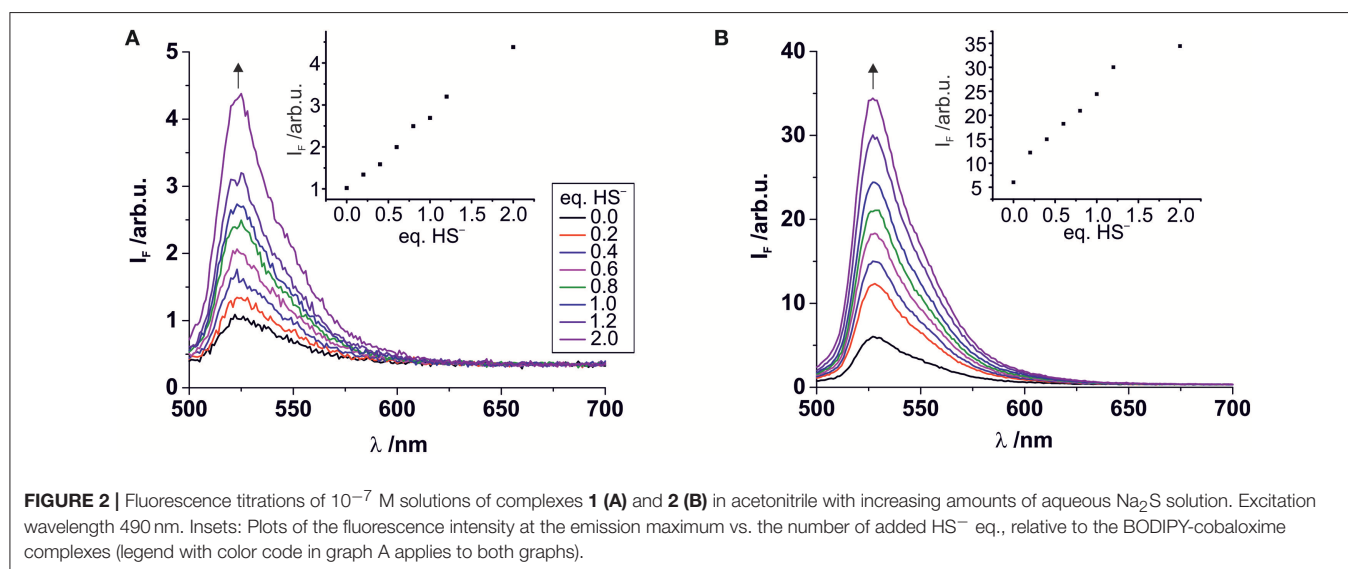 A
I_F /arb.u.
5
4
3
2
1
0
500 550 600 650 700
λ /nm
I_F /arb.u.
4
3
2
1
0.0 0.5 1.0 1.5 2.0
eq. HS⁻
eq. HS⁻
0.0
0.2
0.4
0.6
0.8
1.0
1.2
2.0
B
I_F /arb.u.
40
30
20
10
0
500 550 600 650 700
λ /nm
I_F /arb.u.
35
30
25
20
15
10
5
0.0 0.5 1.0 1.5 2.0
eq. HS⁻
FIGURE 2 | Fluorescence titrations of 10⁻⁷ M solutions of complexes 1 (A) and 2 (B) in acetonitrile with increasing amounts of aqueous Na₂S solution. Excitation
wavelength 490 nm. Insets: Plots of the fluorescence intensity at the emission maximum vs. the number of added HS⁻ eq., relative to the BODIPY-cobaloxime
complexes (legend with color code in graph A applies to both graphs).